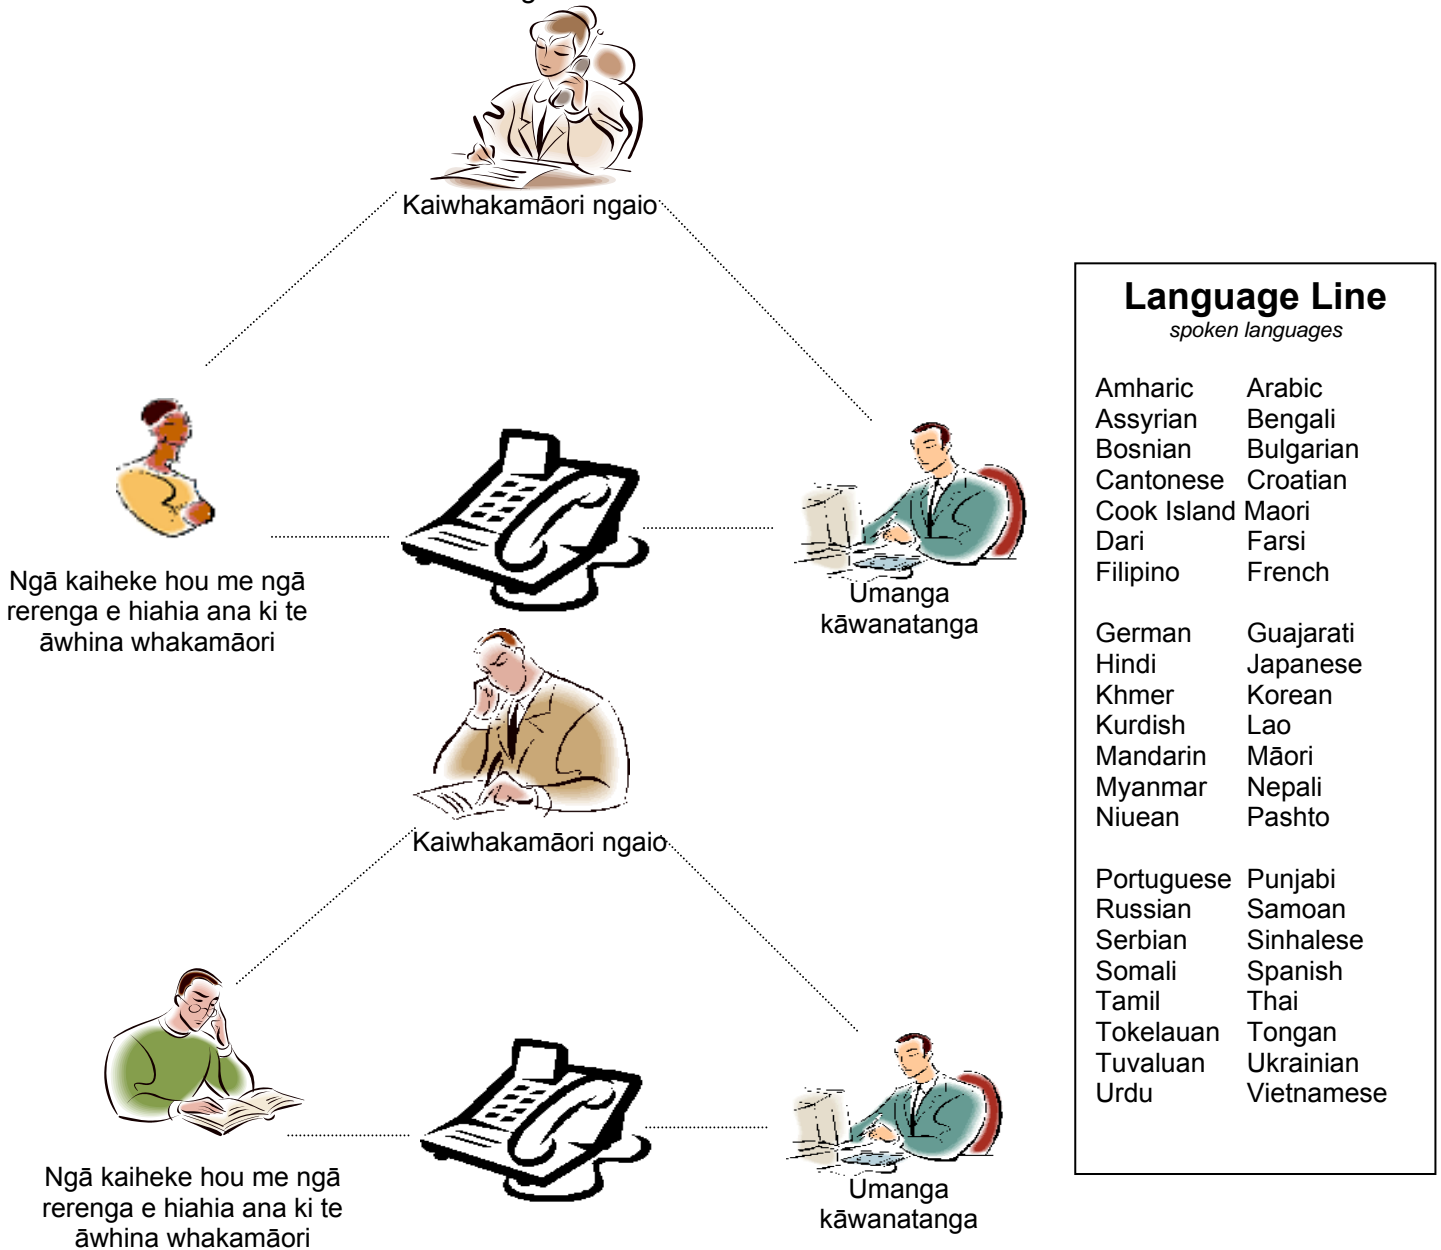 Kaiwhakamāori ngaio
Ngā kaiheke hou me ngā
rerenga e hiahia ana ki te
āwhina whakamāori
Umanga
kāwanatanga
Kaiwhakamāori ngaio
Ngā kaiheke hou me ngā
rerenga e hiahia ana ki te
āwhina whakamāori
Umanga
kāwanatanga
Language Line
spoken languages
Amharic Arabic
Assyrian Bengali
Bosnian Bulgarian
Cantonese Croatian
Cook Island Maori
Dari Farsi
Filipino French
German Guajarati
Hindi Japanese
Khmer Korean
Kurdish Lao
Mandarin Māori
Myanmar Nepali
Niuean Pashto
Portuguese Punjabi
Russian Samoan
Serbian Sinhalese
Somali Spanish
Tamil Thai
Tokelauan Tongan
Tuvaluan Ukrainian
Urdu Vietnamese